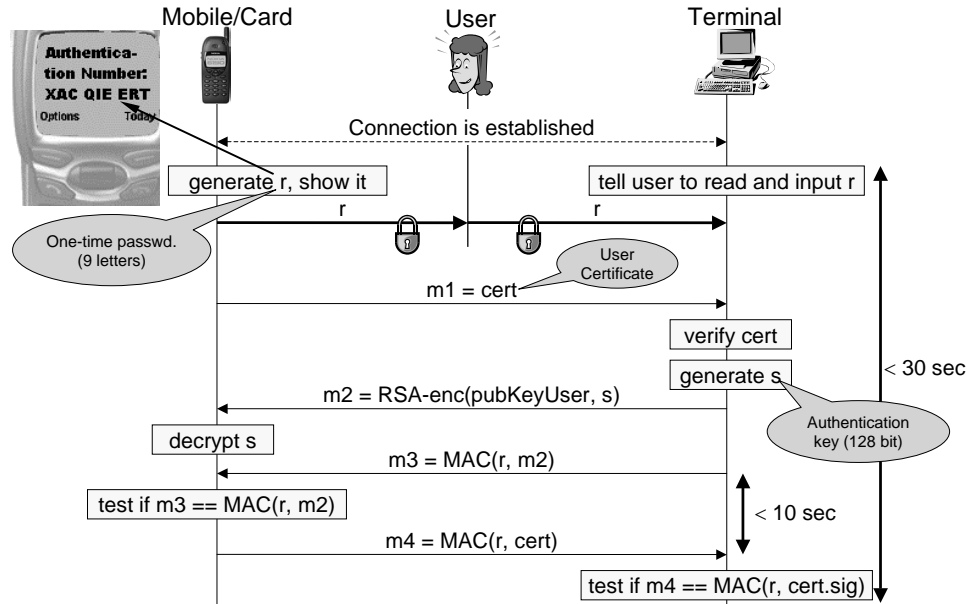 Mobile/Card
User
Terminal
Authentica-
tion Number:
XAC QIE ERT
Options
Today
Connection is established
generate r, show it
tell user to read and input r
r
r
One-time passwd.
(9 letters)
User
Certificate
m1 = cert
verify cert
generate s
< 30 sec
m2 = RSA-enc(pubKeyUser, s)
Authentication
key (128 bit)
decrypt s
m3 = MAC(r, m2)
test if m3 == MAC(r, m2)
< 10 sec
m4 = MAC(r, cert)
test if m4 == MAC(r, cert.sig)